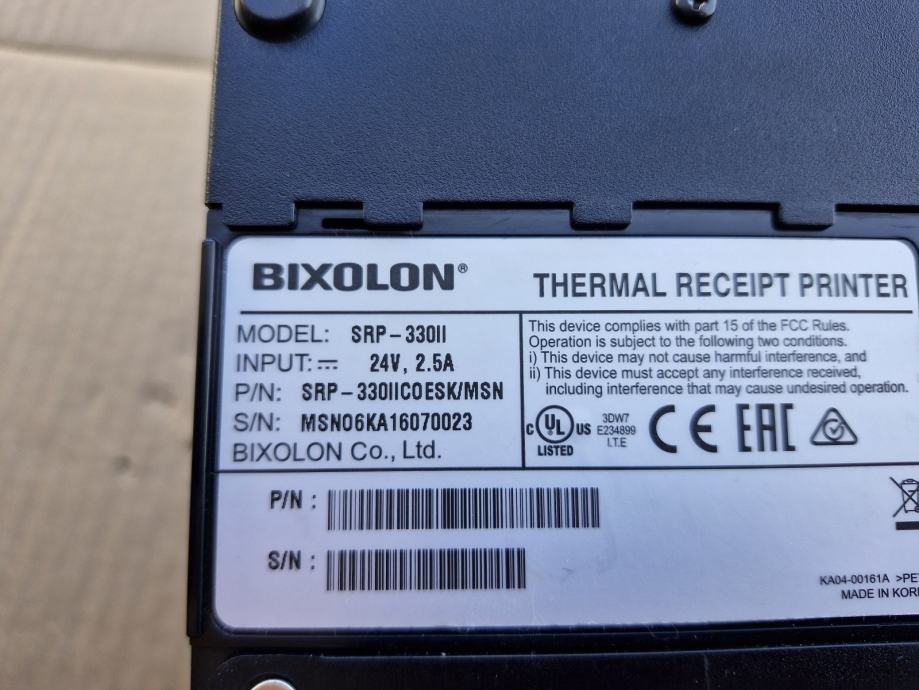 BIXOLON®
THERMAL RECEIPT PRINTER
MODEL: SRP-330II
INPUT: ⎓ 24V, 2.5A
P/N: SRP-330IICOESK/MSN
S/N: MSN06KA16070023
BIXOLON Co., Ltd.
This device complies with part 15 of the FCC Rules.
Operation is subject to the following two conditions.
i) This device may not cause harmful interference, and
ii) This device must accept any interference received,
including interference that may cause undesired operation.
C UL US
LISTED
3DW7
E234899
I.T.E
CE EAC
P/N :
S/N :
KA04-00161A >PE
MADE IN KOR